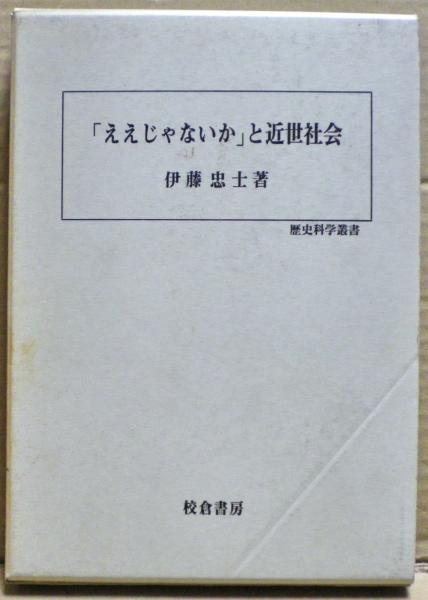 「ええじゃないか」と近世社会
伊藤忠士著
歴史科学叢書
校倉書房